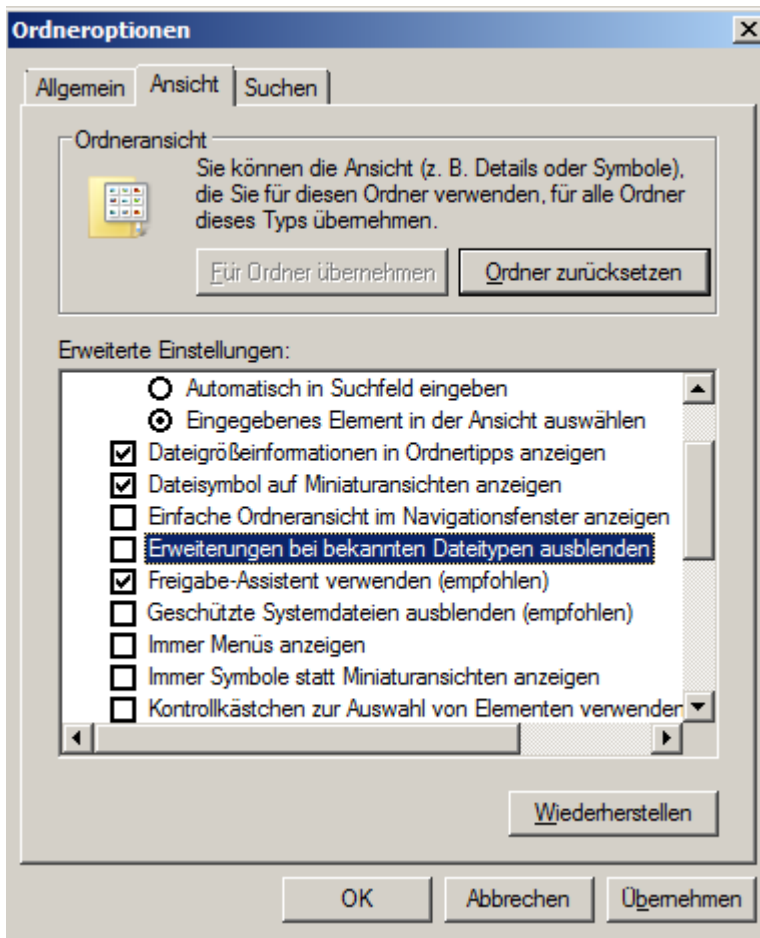 Ordneroptionen
Allgemein Ansicht Suchen
Ordneransicht
Sie können die Ansicht (z. B. Details oder Symbole),
die Sie für diesen Ordner verwenden, für alle Ordner
dieses Typs übernehmen.
Für Ordner übernehmen Ordner zurücksetzen
Erweiterte Einstellungen:
Automatisch in Suchfeld eingeben
Eingegebenes Element in der Ansicht auswählen
Dateigrößeinformationen in Ordnertipps anzeigen
Dateisymbol auf Miniaturansichten anzeigen
Einfache Ordneransicht im Navigationsfenster anzeigen
Erweiterungen bei bekannten Dateitypen ausblenden
Freigabe-Assistent verwenden (empfohlen)
Geschützte Systemdateien ausblenden (empfohlen)
Immer Menüs anzeigen
Immer Symbole statt Miniaturansichten anzeigen
Kontrollkästchen zur Auswahl von Elementen verwenden
Wiederherstellen
OK Abbrechen Übernehmen